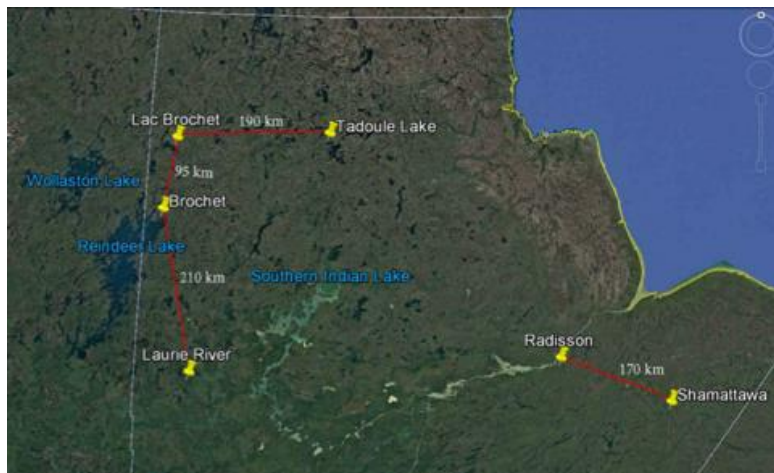 Lac Brochet
190 km
Tadoule Lake
Wollaston Lake
95 km
Brochet
Reindeer Lake
210 km
Southern Indian Lake
Laurie River
Radisson
170 km
Shamattawa